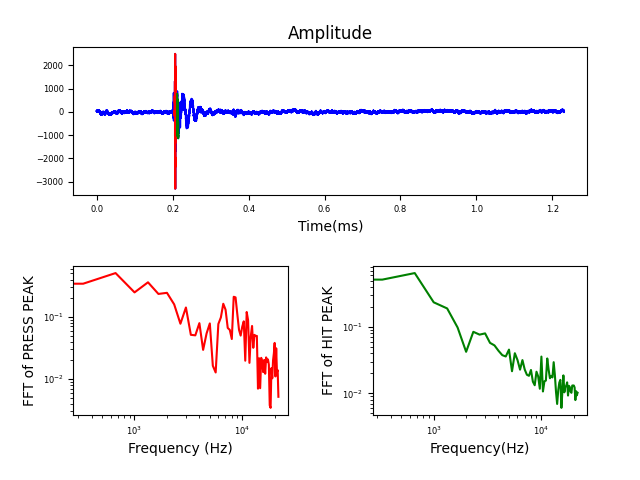 Amplitude
2000
1000
0
−1000
−2000
−3000
0.0 0.2 0.4 0.6 0.8 1.0 1.2
Time(ms)
FFT of PRESS PEAK
10⁻¹
10⁻²
10³ 10⁴
Frequency (Hz)
FFT of HIT PEAK
10⁻¹
10⁻²
10³ 10⁴
Frequency(Hz)